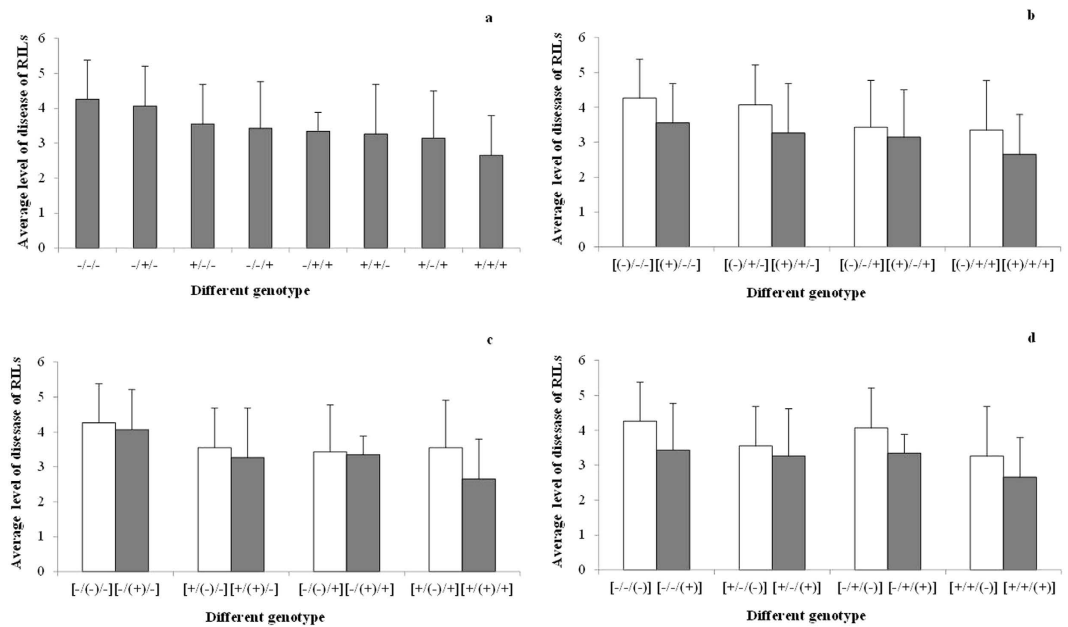 a
Average level of disease of RILs
6
5
4
3
2
1
0
-/-/- -/+/- +/-/- -/-/+ -/+/+ +/+/- +/-/+ +/+/+
Different genotype
b
Average level of disesase of RILs
6
5
4
3
2
1
0
[(-)/-/-][(+)/-/-] [(-)/+/-][(+)/+/-] [(-)/-/+][(+)/-/+] [(-)/+/+][(+)/+/+]
Different genotype
c
Average level of disesase of RILs
6
5
4
3
2
1
0
[-/(-)/-][-/(+)/-] [+/(-)/-][+/(+)/-] [-/(-)/+][-/(+)/+] [+/(-)/+][+/(+)/+]
Different genotype
d
Average level of disesase of RILs
6
5
4
3
2
1
0
[-/-/(-)] [-/-/(+)] [+/-/(-)] [+/-/(+)] [-/+/(-)] [-/+/(+)] [+/+/(-)] [+/+/(+)]
Different genotype